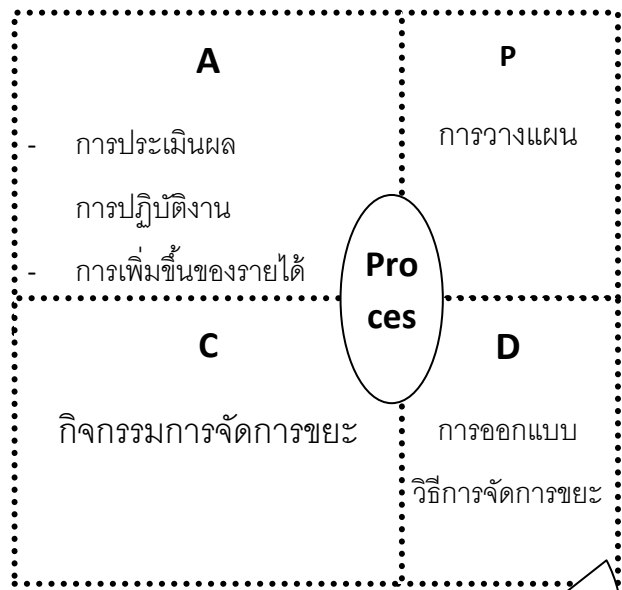 A
- การประเมินผล
การปฏิบัติงาน
- การเพิ่มขึ้นของรายได้
P
การวางแผน
Pro
ces
C
กิจกรรมการจัดการขยะ
D
การออกแบบ
วิธีการจัดการขยะ